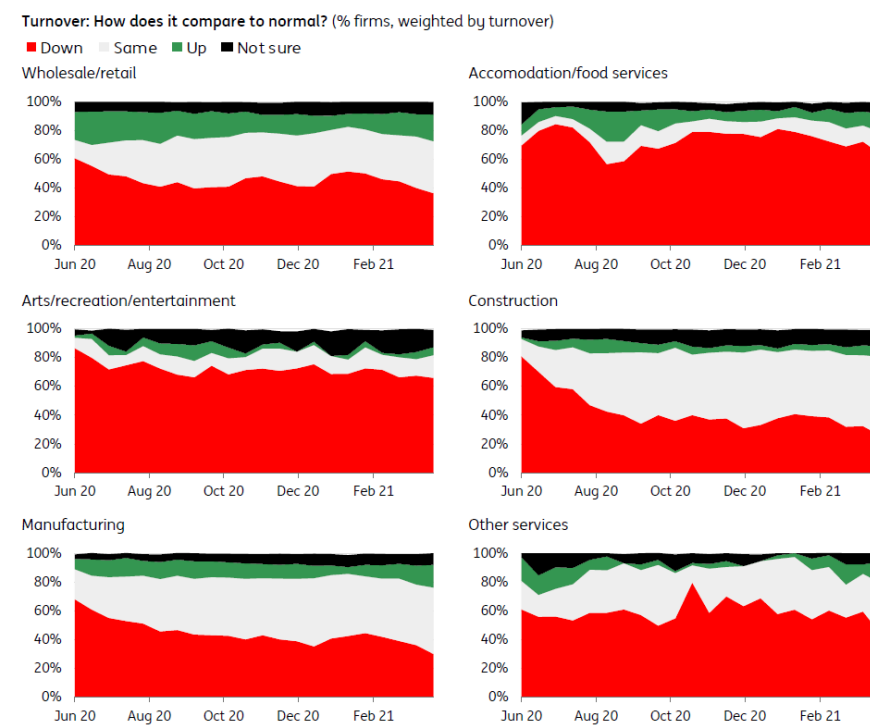 Turnover: How does it compare to normal? (% firms, weighted by turnover)
Down Same Up Not sure
Wholesale/retail
100%
80%
60%
40%
20%
0%
Jun 20 Aug 20 Oct 20 Dec 20 Feb 21
Accomodation/food services
100%
80%
60%
40%
20%
0%
Jun 20 Aug 20 Oct 20 Dec 20 Feb 21
Arts/recreation/entertainment
100%
80%
60%
40%
20%
0%
Jun 20 Aug 20 Oct 20 Dec 20 Feb 21
Construction
100%
80%
60%
40%
20%
0%
Jun 20 Aug 20 Oct 20 Dec 20 Feb 21
Manufacturing
100%
80%
60%
40%
20%
0%
Jun 20 Aug 20 Oct 20 Dec 20 Feb 21
Other services
100%
80%
60%
40%
20%
0%
Jun 20 Aug 20 Oct 20 Dec 20 Feb 21